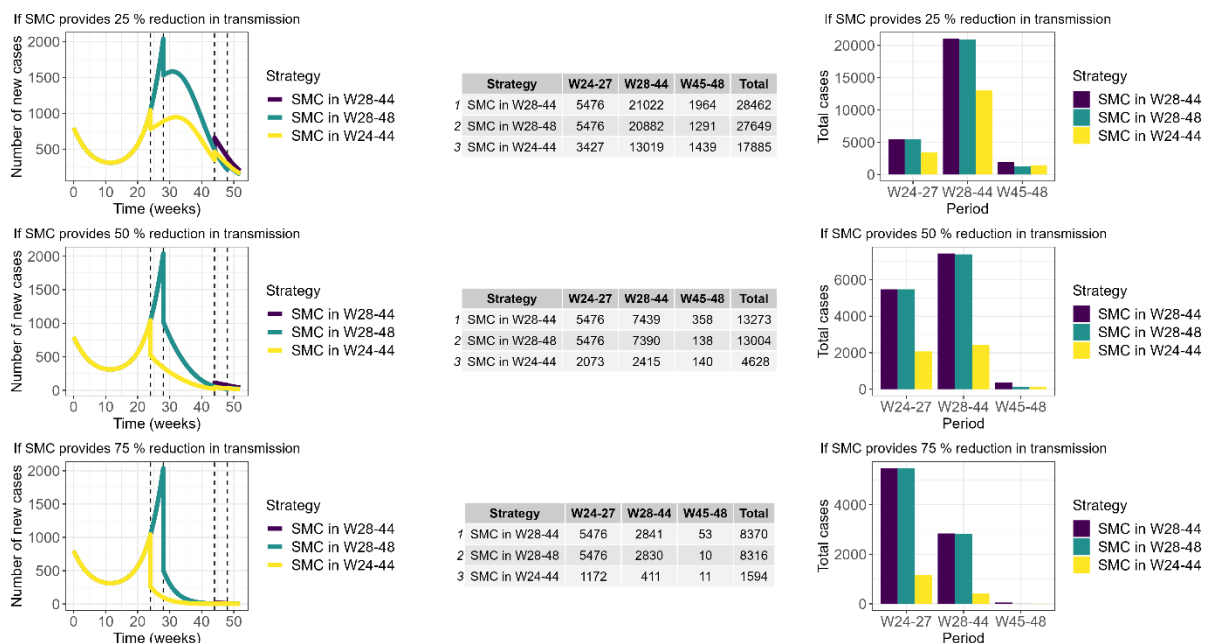 If SMC provides 25 % reduction in transmission
Number of new cases
2000
1500
1000
500
0 10 20 30 40 50
Time (weeks)
Strategy
SMC in W28-44
SMC in W28-48
SMC in W24-44
Strategy W24-27 W28-44 W45-48 Total
1 SMC in W28-44 5476 21022 1964 28462
2 SMC in W28-48 5476 20882 1291 27649
3 SMC in W24-44 3427 13019 1439 17885
If SMC provides 25 % reduction in transmission
Total cases
20000
15000
10000
5000
0
W24-27 W28-44 W45-48
Period
Strategy
SMC in W28-44
SMC in W28-48
SMC in W24-44
If SMC provides 50 % reduction in transmission
Number of new cases
2000
1500
1000
500
0
0 10 20 30 40 50
Time (weeks)
Strategy
SMC in W28-44
SMC in W28-48
SMC in W24-44
Strategy W24-27 W28-44 W45-48 Total
1 SMC in W28-44 5476 7439 358 13273
2 SMC in W28-48 5476 7390 138 13004
3 SMC in W24-44 2073 2415 140 4628
If SMC provides 50 % reduction in transmission
Total cases
6000
4000
2000
0
W24-27 W28-44 W45-48
Period
Strategy
SMC in W28-44
SMC in W28-48
SMC in W24-44
If SMC provides 75 % reduction in transmission
Number of new cases
2000
1500
1000
500
0
0 10 20 30 40 50
Time (weeks)
Strategy
SMC in W28-44
SMC in W28-48
SMC in W24-44
Strategy W24-27 W28-44 W45-48 Total
1 SMC in W28-44 5476 2841 53 8370
2 SMC in W28-48 5476 2830 10 8316
3 SMC in W24-44 1172 411 11 1594
If SMC provides 75 % reduction in transmission
Total cases
4000
2000
0
W24-27 W28-44 W45-48
Period
Strategy
SMC in W28-44
SMC in W28-48
SMC in W24-44